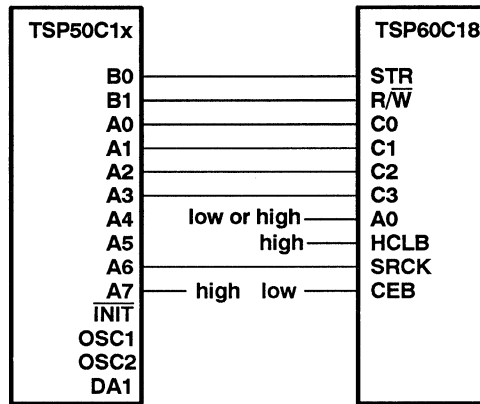 TSP50C1x TSP60C18
B0 STR
B1 R/W̅
A0 C0
A1 C1
A2 C2
A3 C3
A4 low or high A0
A5 high HCLB
A6 SRCK
A7 high low CEB
I̅N̅I̅T̅
OSC1
OSC2
DA1